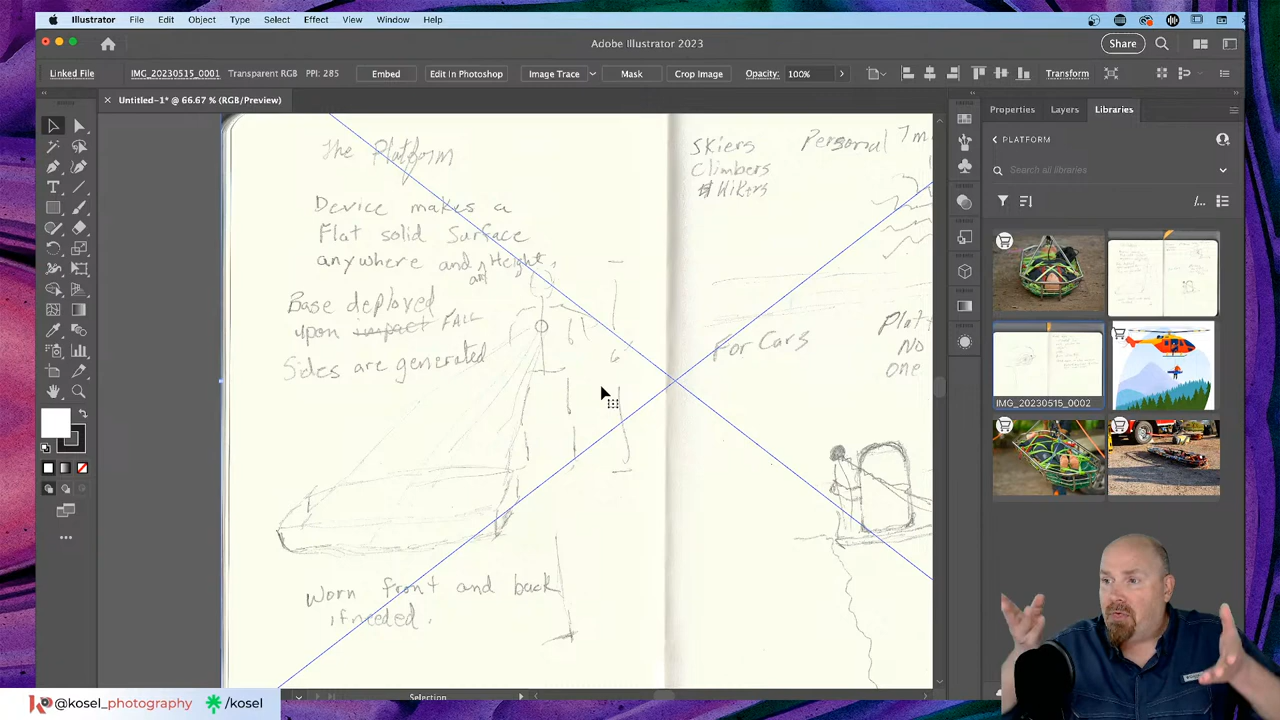 Illustrator File Edit Object Type Select Effect View Window Help
Adobe Illustrator 2023
Share
Linked File IMG_20230515_0001 Transparent RGB PPI: 285 Embed Edit In Photoshop Image Trace Mask Crop Image Opacity: 100% Transform
× Untitled-1* @ 66.67 % (RGB/Preview)
Properties Layers Libraries
PLATFORM
Search all libraries
The Platform
Device makes a
Flat solid Surface
anywhere and any Height.
Base deployed
upon impact FALL
Sides are generated
6'
Worn front and back
if needed.
Skiers
Climbers
# Hikers
Personal
For Cars
No
one
IMG_20230515_0002
Selection
@kosel_photography /kosel